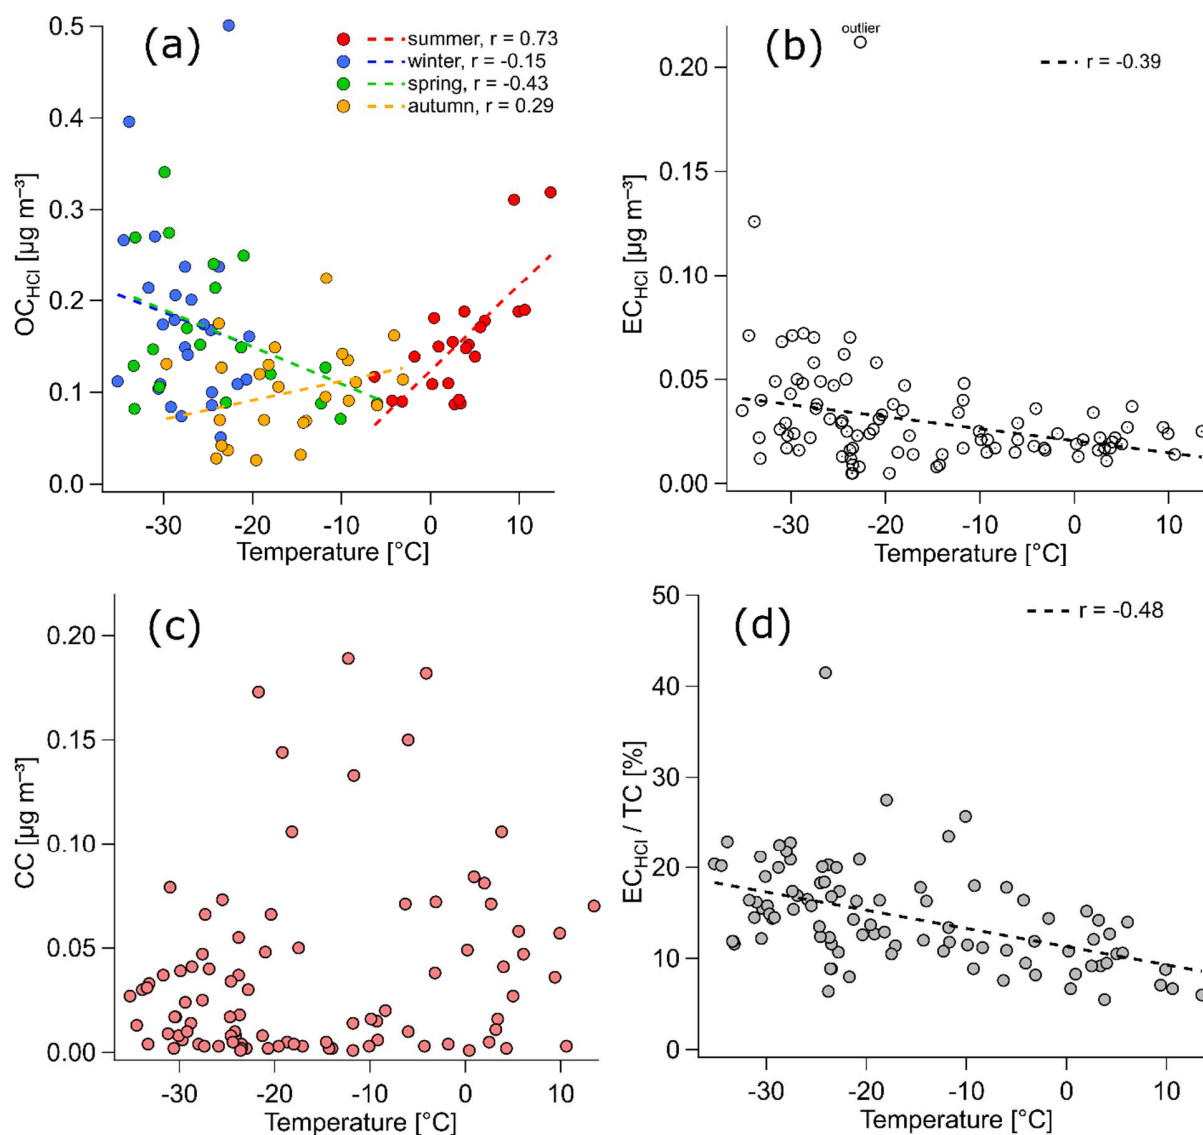 (a)
summer, r = 0.73
winter, r = -0.15
spring, r = -0.43
autumn, r = 0.29
0.5
0.4
0.3
0.2
0.1
0.0
OC_HCl [µg m⁻³]
-30 -20 -10 0 10
Temperature [°C]
(b)
outlier
r = -0.39
0.20
0.15
0.10
0.05
0.00
EC_HCl [µg m⁻³]
-30 -20 -10 0 10
Temperature [°C]
(c)
0.20
0.15
0.10
0.05
0.00
CC [µg m⁻³]
-30 -20 -10 0 10
Temperature [°C]
(d)
r = -0.48
50
40
30
20
10
0
EC_HCl / TC [%]
-30 -20 -10 0 10
Temperature [°C]